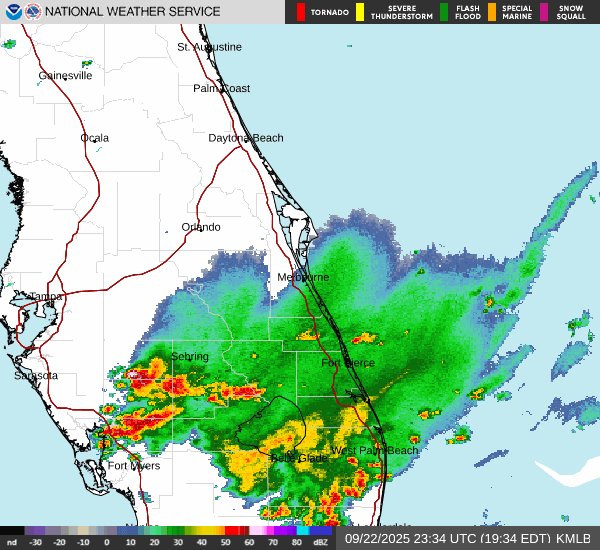 NATIONAL WEATHER SERVICE
TORNADO
SEVERE THUNDERSTORM
FLASH FLOOD
SPECIAL MARINE
SNOW SQUALL
St. Augustine
Gainesville
Palm Coast
Ocala
Daytona Beach
Orlando
Melbourne
Tampa
Sebring
Fort Pierce
Sarasota
West Palm Beach
Belle Glade
Fort Myers
nd -30 -20 -10 0 10 20 30 40 50 60 70 80 dBZ
09/22/2025 23:34 UTC (19:34 EDT) KMLB